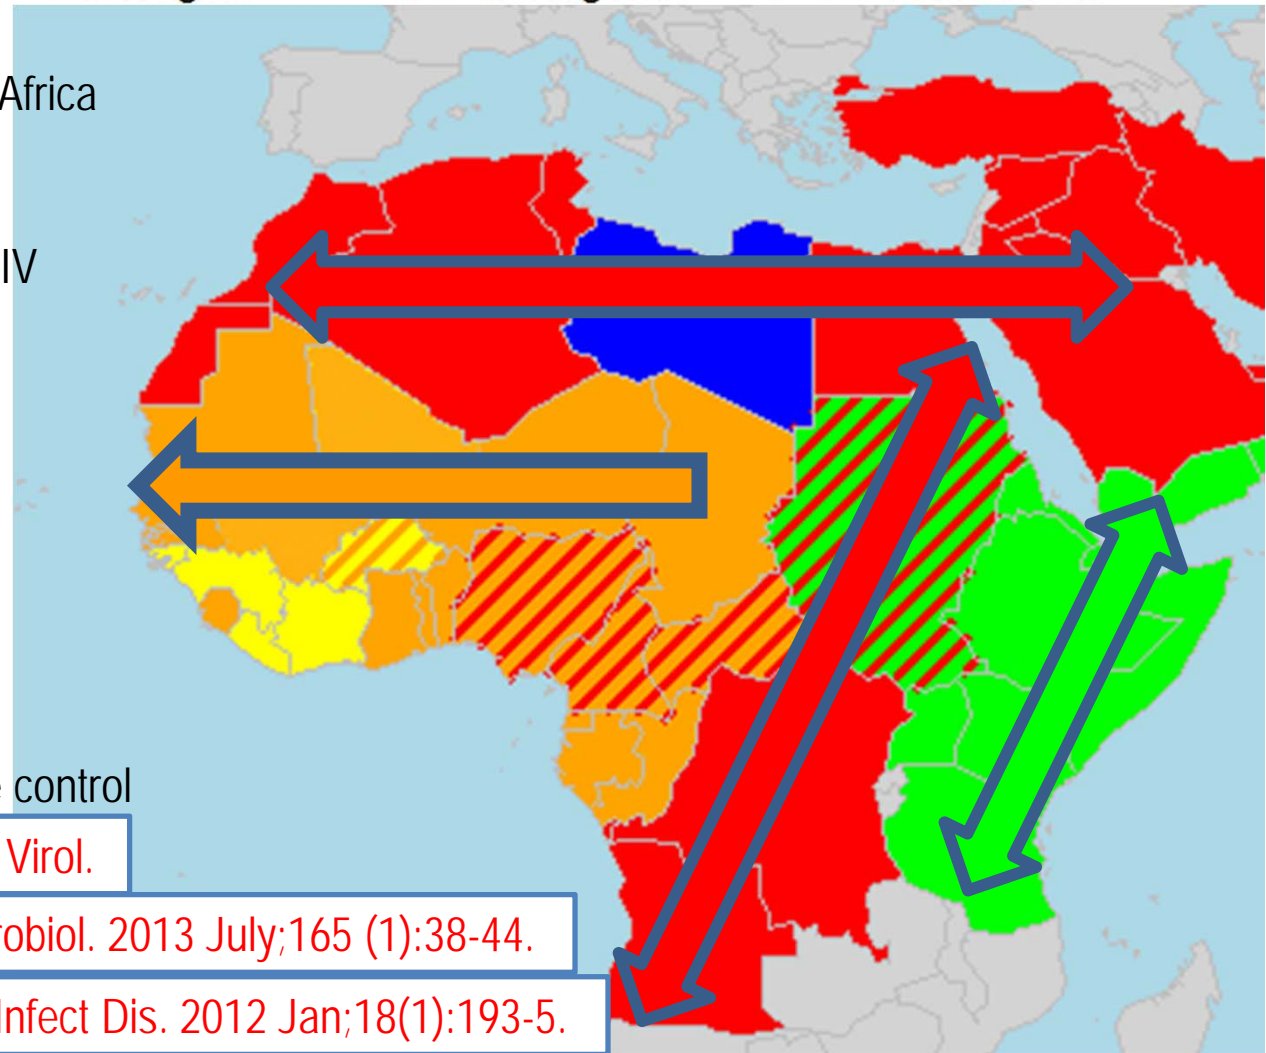 Africa
IV
control
Virol.
robiol. 2013 July;165 (1):38-44.
Infect Dis. 2012 Jan;18(1):193-5.